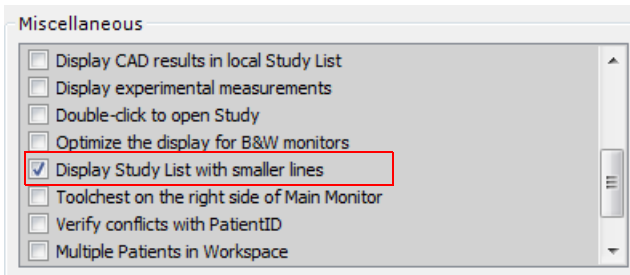 Miscellaneous
Display CAD results in local Study List
Display experimental measurements
Double-click to open Study
Optimize the display for B&W monitors
Display Study List with smaller lines
Toolchest on the right side of Main Monitor
Verify conflicts with PatientID
Multiple Patients in Workspace